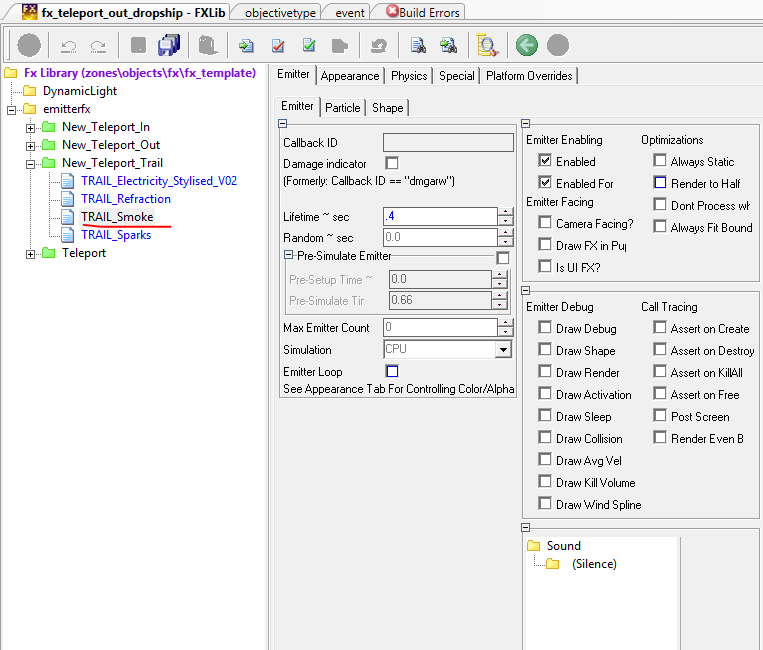 fx_teleport_out_dropship - FXLib
objectivetype
event
Build Errors
Fx Library (zones\objects\fx\fx_template)
DynamicLight
emitterfx
New_Teleport_In
New_Teleport_Out
New_Teleport_Trail
TRAIL_Electricity_Stylised_V02
TRAIL_Refraction
TRAIL_Smoke
TRAIL_Sparks
Teleport
Emitter Appearance Physics Special Platform Overrides
Emitter Particle Shape
Callback ID
Damage indicator
(Formerly: Callback ID == "dmgarw")
Lifetime ~ sec .4
Random ~ sec 0.0
Pre-Simulate Emitter
Pre-Setup Time ~ 0.0
Pre-Simulate Tir 0.66
Max Emitter Count 0
Simulation CPU
Emitter Loop
See Appearance Tab For Controlling Color/Alpha
Emitter Enabling
Enabled
Enabled For
Emitter Facing
Camera Facing?
Draw FX in Pup
Is UI FX?
Optimizations
Always Static
Render to Half
Dont Process wh
Always Fit Bound
Emitter Debug
Draw Debug
Draw Shape
Draw Render
Draw Activation
Draw Sleep
Draw Collision
Draw Avg Vel
Draw Kill Volume
Draw Wind Spline
Call Tracing
Assert on Create
Assert on Destroy
Assert on KillAll
Assert on Free
Post Screen
Render Even B
Sound
(Silence)